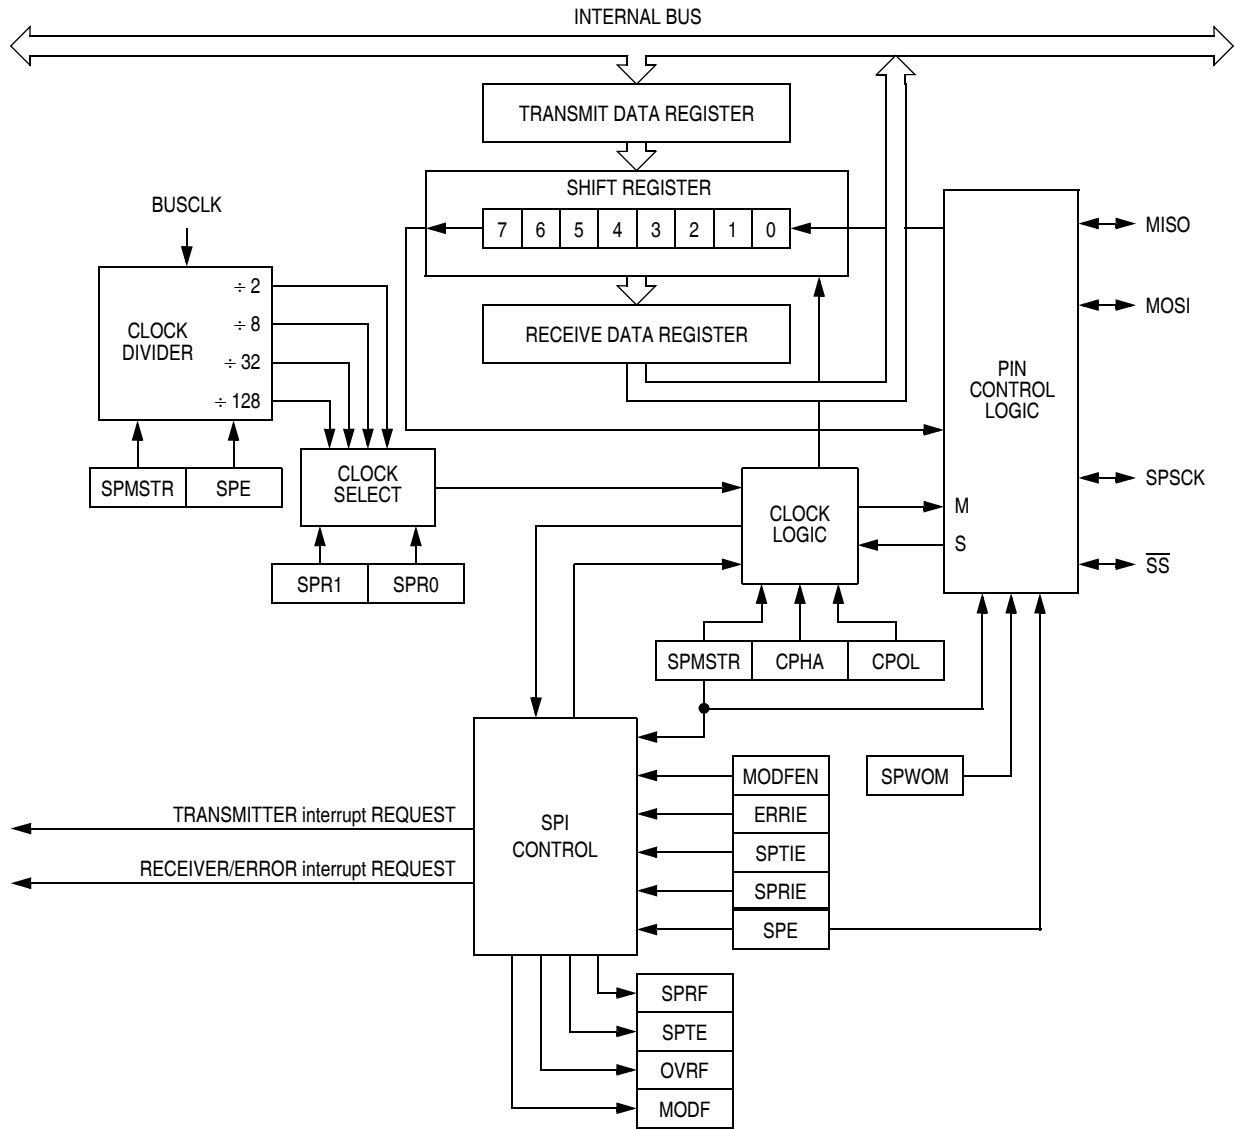 INTERNAL BUS
TRANSMIT DATA REGISTER
SHIFT REGISTER
7 6 5 4 3 2 1 0
RECEIVE DATA REGISTER
BUSCLK
CLOCK
DIVIDER
÷ 2
÷ 8
÷ 32
÷ 128
SPMSTR SPE
CLOCK
SELECT
SPR1 SPR0
PIN
CONTROL
LOGIC
M
S
MISO
MOSI
SPSCK
S̅S̅
CLOCK
LOGIC
SPMSTR CPHA CPOL
SPI
CONTROL
MODFEN
ERRIE
SPTIE
SPRIE
SPE
SPWOM
TRANSMITTER interrupt REQUEST
RECEIVER/ERROR interrupt REQUEST
SPRF
SPTE
OVRF
MODF